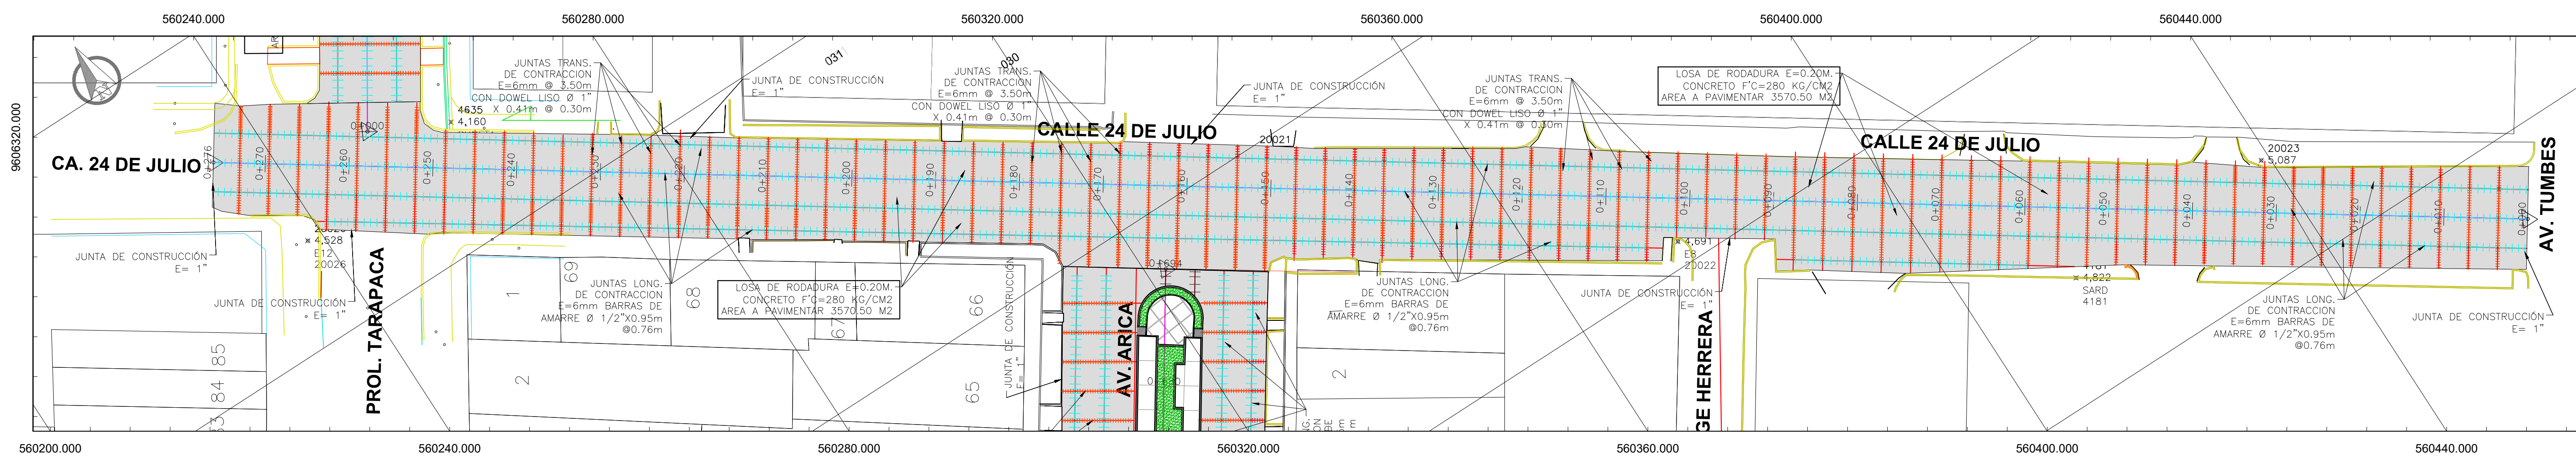 560240.000
560280.000
560320.000
560360.000
560400.000
560440.000
9606320.000
031
030
JUNTAS TRANS.
DE CONTRACCION
E=6mm @ 3.50m
CON DOWEL LISO Ø 1"
X 0.41m @ 0.30m
4635
4,160
JUNTA DE CONSTRUCCIÓN
E= 1"
JUNTAS TRANS.
DE CONTRACCION
E=6mm @ 3.50m
CON DOWEL LISO Ø 1"
X 0.41m @ 0.30m
JUNTA DE CONSTRUCCIÓN
E= 1"
JUNTAS TRANS.
DE CONTRACCION
E=6mm @ 3.50m
CON DOWEL LISO Ø 1"
X 0.41m @ 0.30m
LOSA DE RODADURA E=0.20M.
CONCRETO F'C=280 KG/CM2
AREA A PAVIMENTAR 3570.50 M2
CALLE 24 DE JULIO
20021
CALLE 24 DE JULIO
20023
5,087
CA. 24 DE JULIO
AV. TUMBES
0+276
0+270
0+260
0+250
0+240
0+230
0+220
0+210
0+200
0+190
0+180
0+170
0+160
0+150
0+140
0+130
0+120
0+110
0+100
0+090
0+080
0+070
0+060
0+050
0+040
0+030
0+020
0+010
0+000
4,528
E12
20026
JUNTA DE CONSTRUCCIÓN
E= 1"
JUNTA DE CONSTRUCCIÓN
E= 1"
PROL. TARAPACA
JUNTAS LONG.
DE CONTRACCION
E=6mm BARRAS DE
AMARRE Ø 1/2"X0.95m
@0.76m
LOSA DE RODADURA E=0.20M.
CONCRETO F'C=280 KG/CM2
AREA A PAVIMENTAR 3570.50 M2
JUNTA DE CONSTRUCCIÓN
E= 1"
0+694
AV. ARICA
JUNTAS LONG.
DE CONTRACCION
E=6mm BARRAS DE
AMARRE Ø 1/2"X0.95m
@0.76m
4,691
E8
20022
JUNTA DE CONSTRUCCIÓN
E= 1"
GE HERRERA
4,822
SARD
4181
JUNTAS LONG.
DE CONTRACCION
E=6mm BARRAS DE
AMARRE Ø 1/2"X0.95m
@0.76m
JUNTA DE CONSTRUCCIÓN
E= 1"
85
84
1
2
69
68
67
66
65
2
560200.000
560240.000
560280.000
560320.000
560360.000
560400.000
560440.000